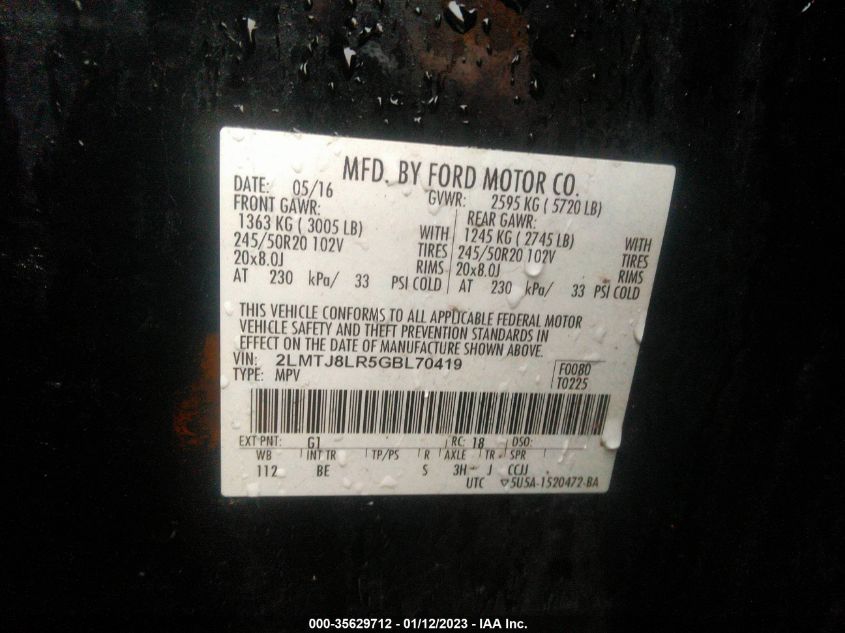 MFD. BY FORD MOTOR CO.
DATE: 05/16 GVWR: 2595 KG ( 5720 LB)
FRONT GAWR: REAR GAWR:
1363 KG ( 3005 LB) WITH 1245 KG ( 2745 LB) WITH
245/50R20 102V TIRES 245/50R20 102V TIRES
20x8.0J RIMS 20x8.0J RIMS
AT 230 kPa/ 33 PSI COLD AT 230 kPa/ 33 PSI COLD
THIS VEHICLE CONFORMS TO ALL APPLICABLE FEDERAL MOTOR
VEHICLE SAFETY AND THEFT PREVENTION STANDARDS IN
EFFECT ON THE DATE OF MANUFACTURE SHOWN ABOVE.
VIN: 2LMTJ8LR5GBL70419 F0080
TYPE: MPV T0225
EXT PNT: G1 RC: 18 DSO:
WB INT TR TP/PS R AXLE TR SPR
112 BE S 3H J CCJJ
UTC ▽5U5A-1520472-BA
000-35629712 - 01/12/2023 - IAA Inc.